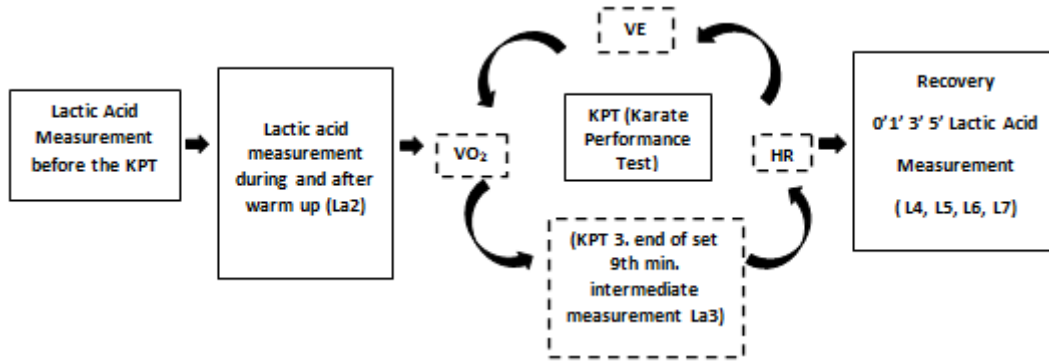 Lactic Acid
Measurement
before the KPT
Lactic acid
measurement
during and after
warm up (La2)
VO₂
VE
KPT (Karate
Performance
Test)
HR
(KPT 3. end of set
9th min.
intermediate
measurement La3)
Recovery
0'1' 3' 5' Lactic Acid
Measurement
( L4, L5, L6, L7)